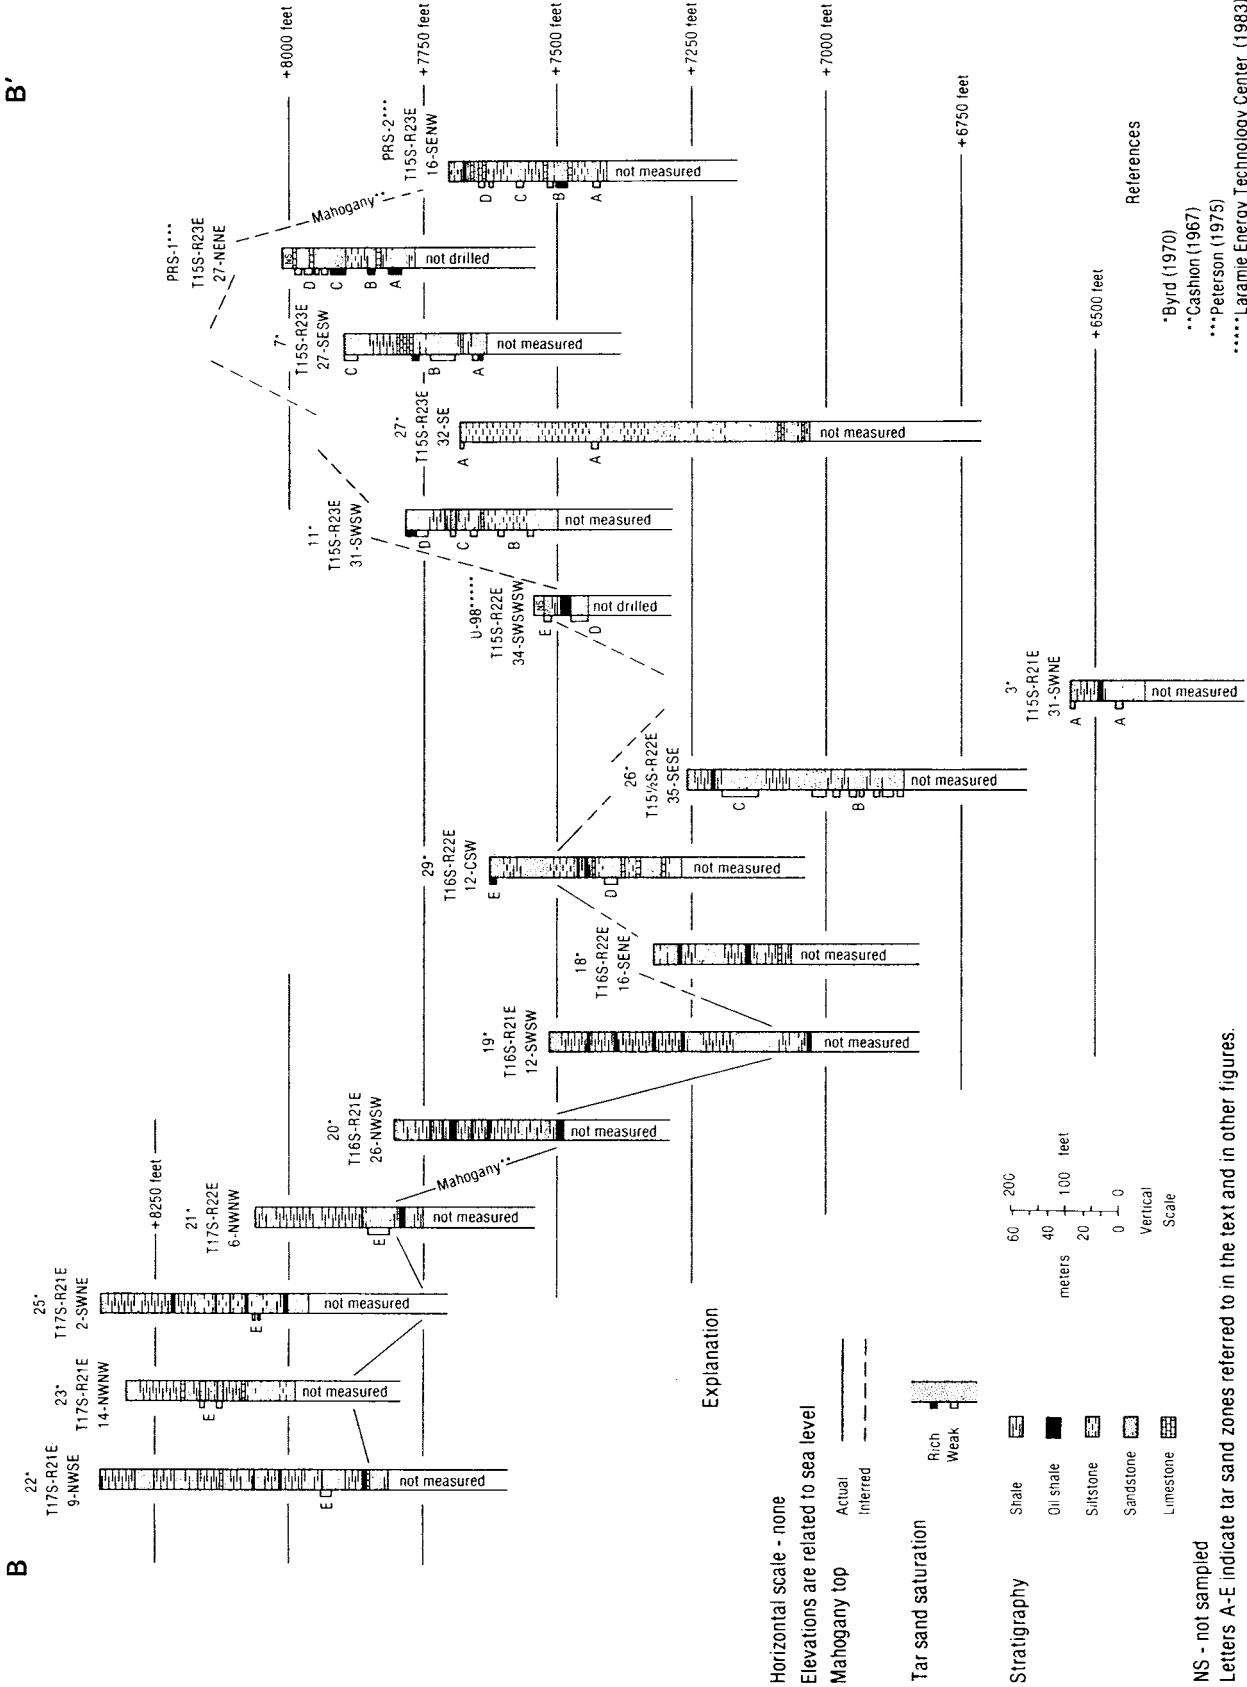 B
B'
22*
T17S-R21E
9-NWSE
E
not measured
23*
T17S-R21E
14-NWNW
E
not measured
25*
T17S-R21E
2-SWNE
E
not measured
+8250 feet
21*
T17S-R22E
6-NWNW
E
not measured
Mahogany**
20*
T16S-R21E
26-NWSW
not measured
19*
T16S-R21E
12-SWSW
not measured
18*
T16S-R22E
16-SENE
not measured
29*
T16S-R22E
12-CSW
E
D
not measured
26*
T15½S-R22E
35-SESE
C
B
not measured
3*
T15S-R21E
31-SWNE
A
A
not measured
U-98*****
T15S-R22E
34-SWSWSW
NS
E
D
not drilled
11*
T15S-R23E
31-SWSW
D
C
B
not measured
27*
T15S-R23E
32-SE
A
A
not measured
7*
T15S-R23E
27-SESW
C
B
A
not measured
PRS-1***
T15S-R23E
27-NENE
NS
D
C
B
A
not drilled
Mahogany**
PRS-2***
T15S-R23E
16-SENW
D
C
B
A
not measured
+8000 feet
+7750 feet
+7500 feet
+7250 feet
+7000 feet
+6750 feet
+6500 feet
Explanation
Horizontal scale - none
Elevations are related to sea level
Mahogany top
Actual
Inferred
Tar sand saturation
Rich
Weak
Stratigraphy
Shale
Oil shale
Siltstone
Sandstone
Limestone
NS - not sampled
Letters A-E indicate tar sand zones referred to in the text and in other figures.
60
40
20
0
meters
200
100
0
feet
Vertical
Scale
References
*Byrd (1970)
**Cashion (1967)
***Peterson (1975)
*****Laramie Energy Technology Center (1983)